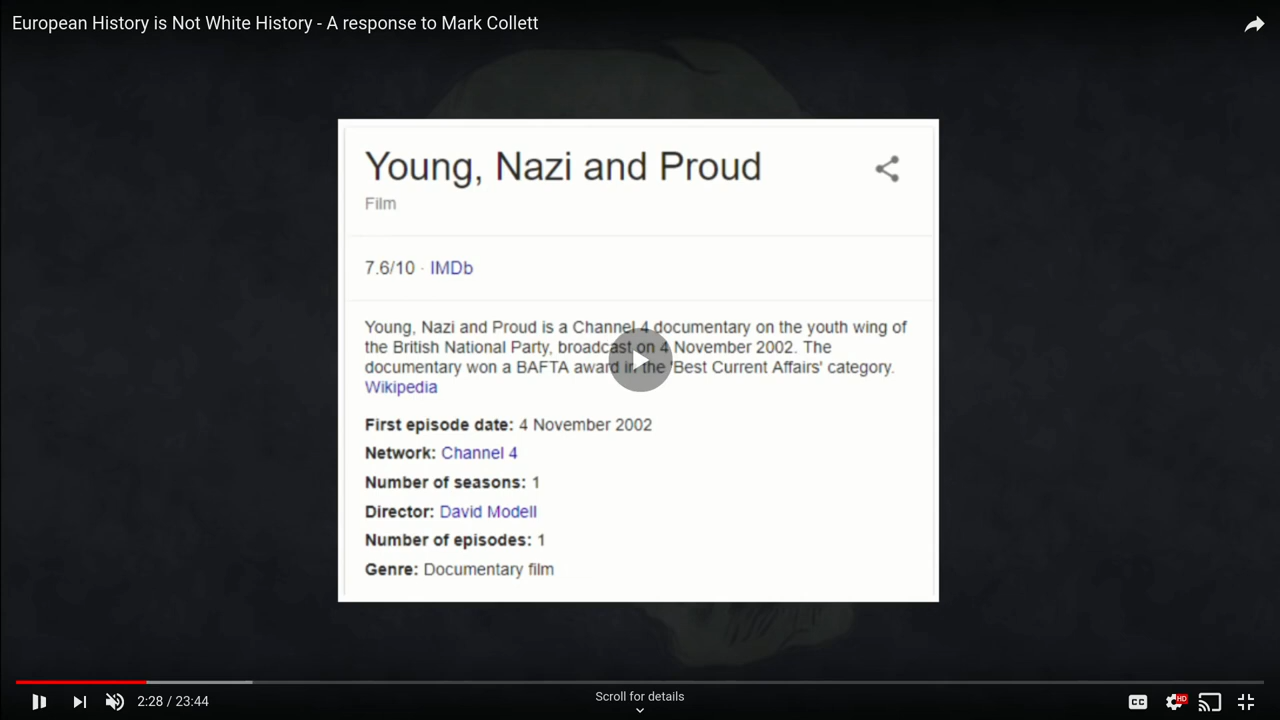 European History is Not White History - A response to Mark Collett
Young, Nazi and Proud
Film
7.6/10 · IMDb
Young, Nazi and Proud is a Channel 4 documentary on the youth wing of
the British National Party, broadcast on 4 November 2002. The
documentary won a BAFTA award in the 'Best Current Affairs' category.
Wikipedia
First episode date: 4 November 2002
Network: Channel 4
Number of seasons: 1
Director: David Modell
Number of episodes: 1
Genre: Documentary film
2:28 / 23:44
Scroll for details
CC
HD